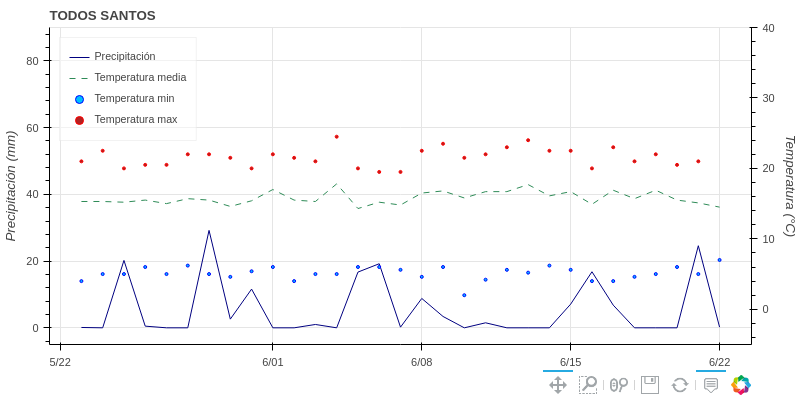 TODOS SANTOS
Precipitación
Temperatura media
Temperatura min
Temperatura max
Precipitación (mm)
80
60
40
20
0
Temperatura (°C)
40
30
20
10
0
5/22
6/01
6/08
6/15
6/22